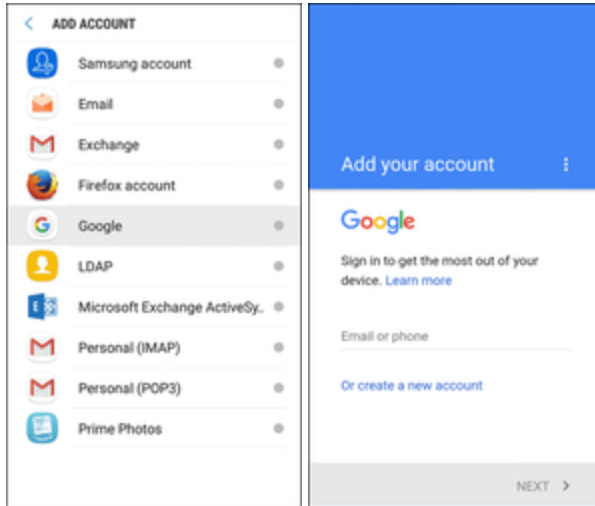 ADD ACCOUNT
Samsung account
Email
Exchange
Firefox account
Google
LDAP
Microsoft Exchange ActiveSy..
Personal (IMAP)
Personal (POP3)
Prime Photos
Add your account
Google
Sign in to get the most out of your
device. Learn more
Email or phone
Or create a new account
NEXT